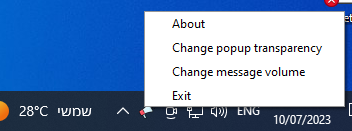 About
Change popup transparency
Change message volume
Exit
28°C שמשי ENG
10/07/2023